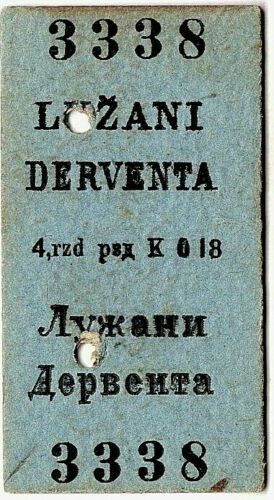 3338
LUŽANI
DERVENTA
4,rzd рзд K 018
Лужани
Дервента
3338